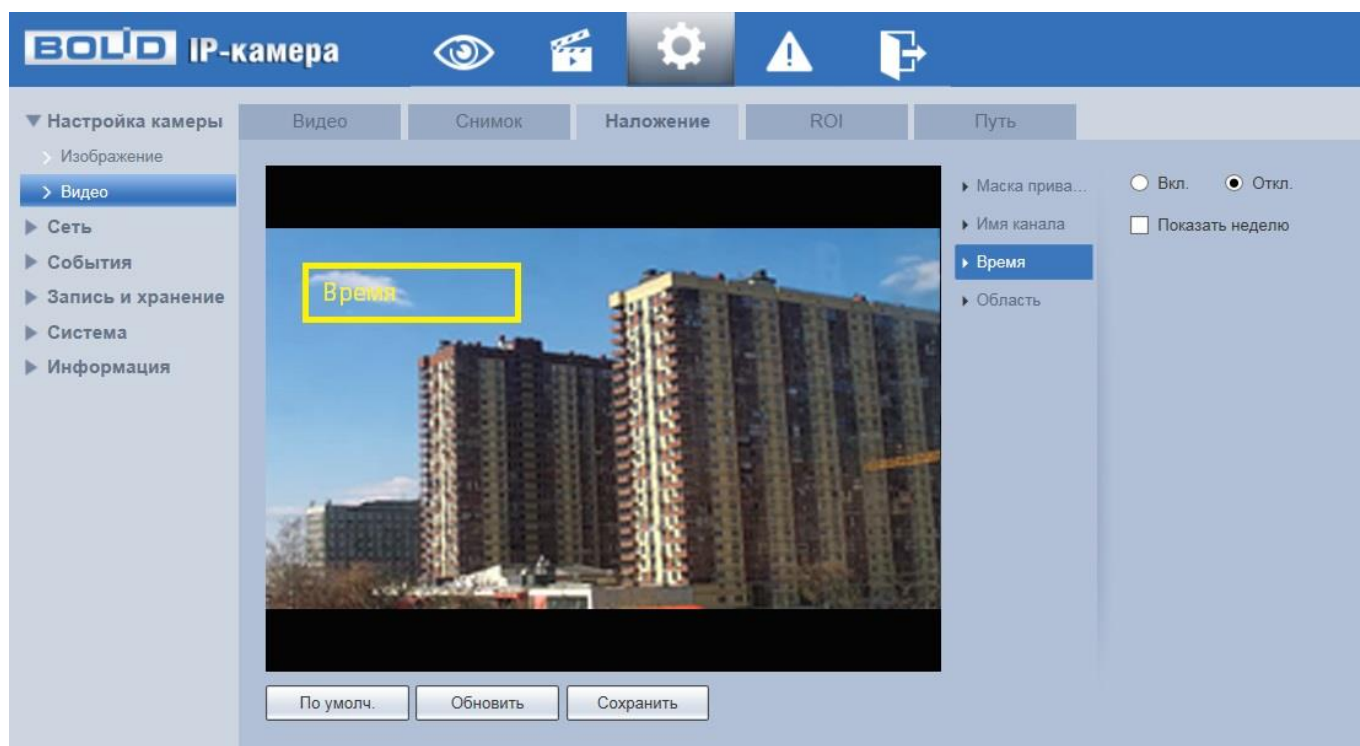 BOLID IP-камера
Настройка камеры
Изображение
Видео
Сеть
События
Запись и хранение
Система
Информация
Видео Снимок Наложение ROI Путь
Время
Маска прива...
Имя канала
Время
Область
Вкл. Откл.
Показать неделю
По умолч. Обновить Сохранить